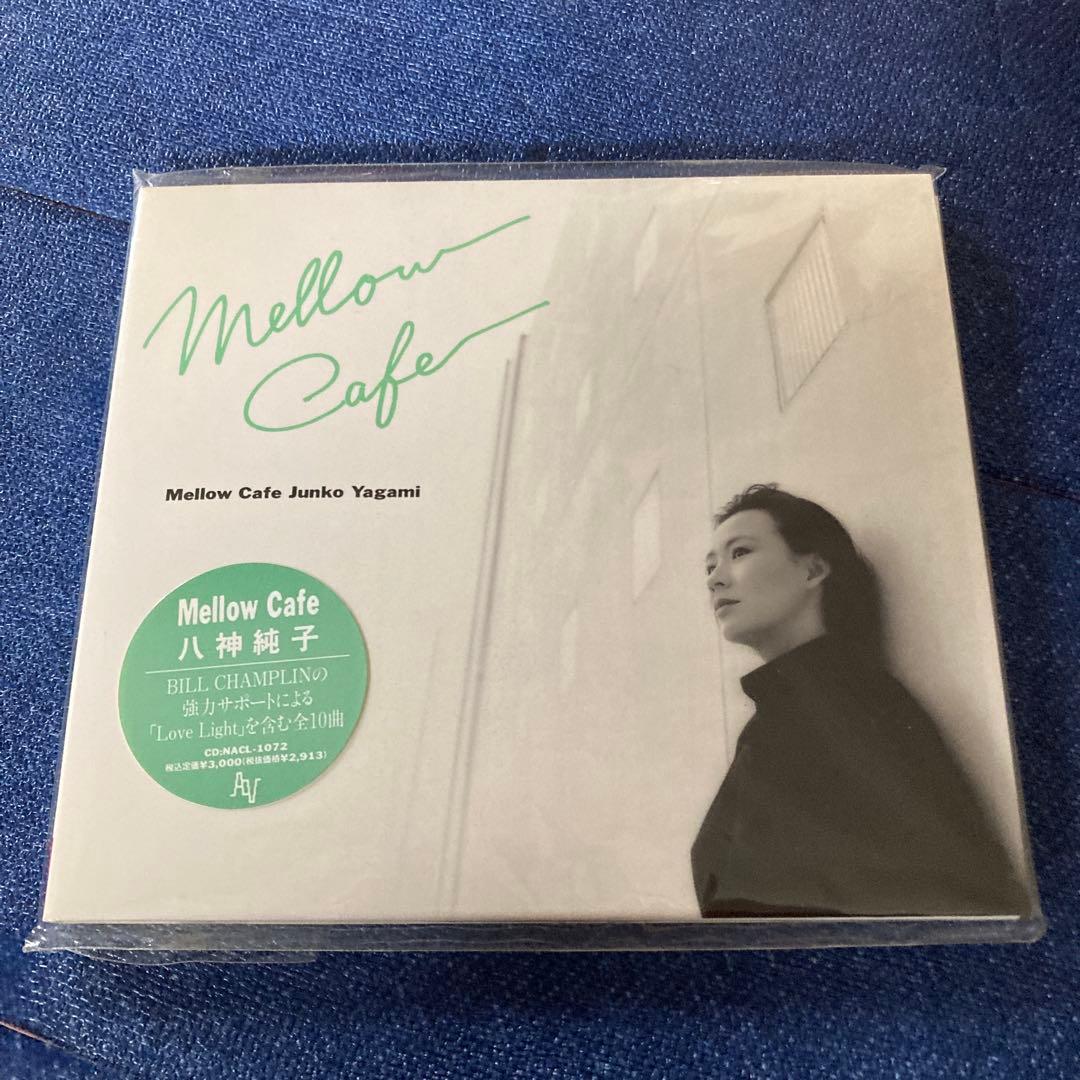 Mellow
Cafe
Mellow Cafe Junko Yagami
Mellow Cafe
八神純子
BILL CHAMPLINの
強力サポートによる
「Love Light」を含む全10曲
CD:NACL-1072
税込定価¥3,000(税抜価格¥2,913)